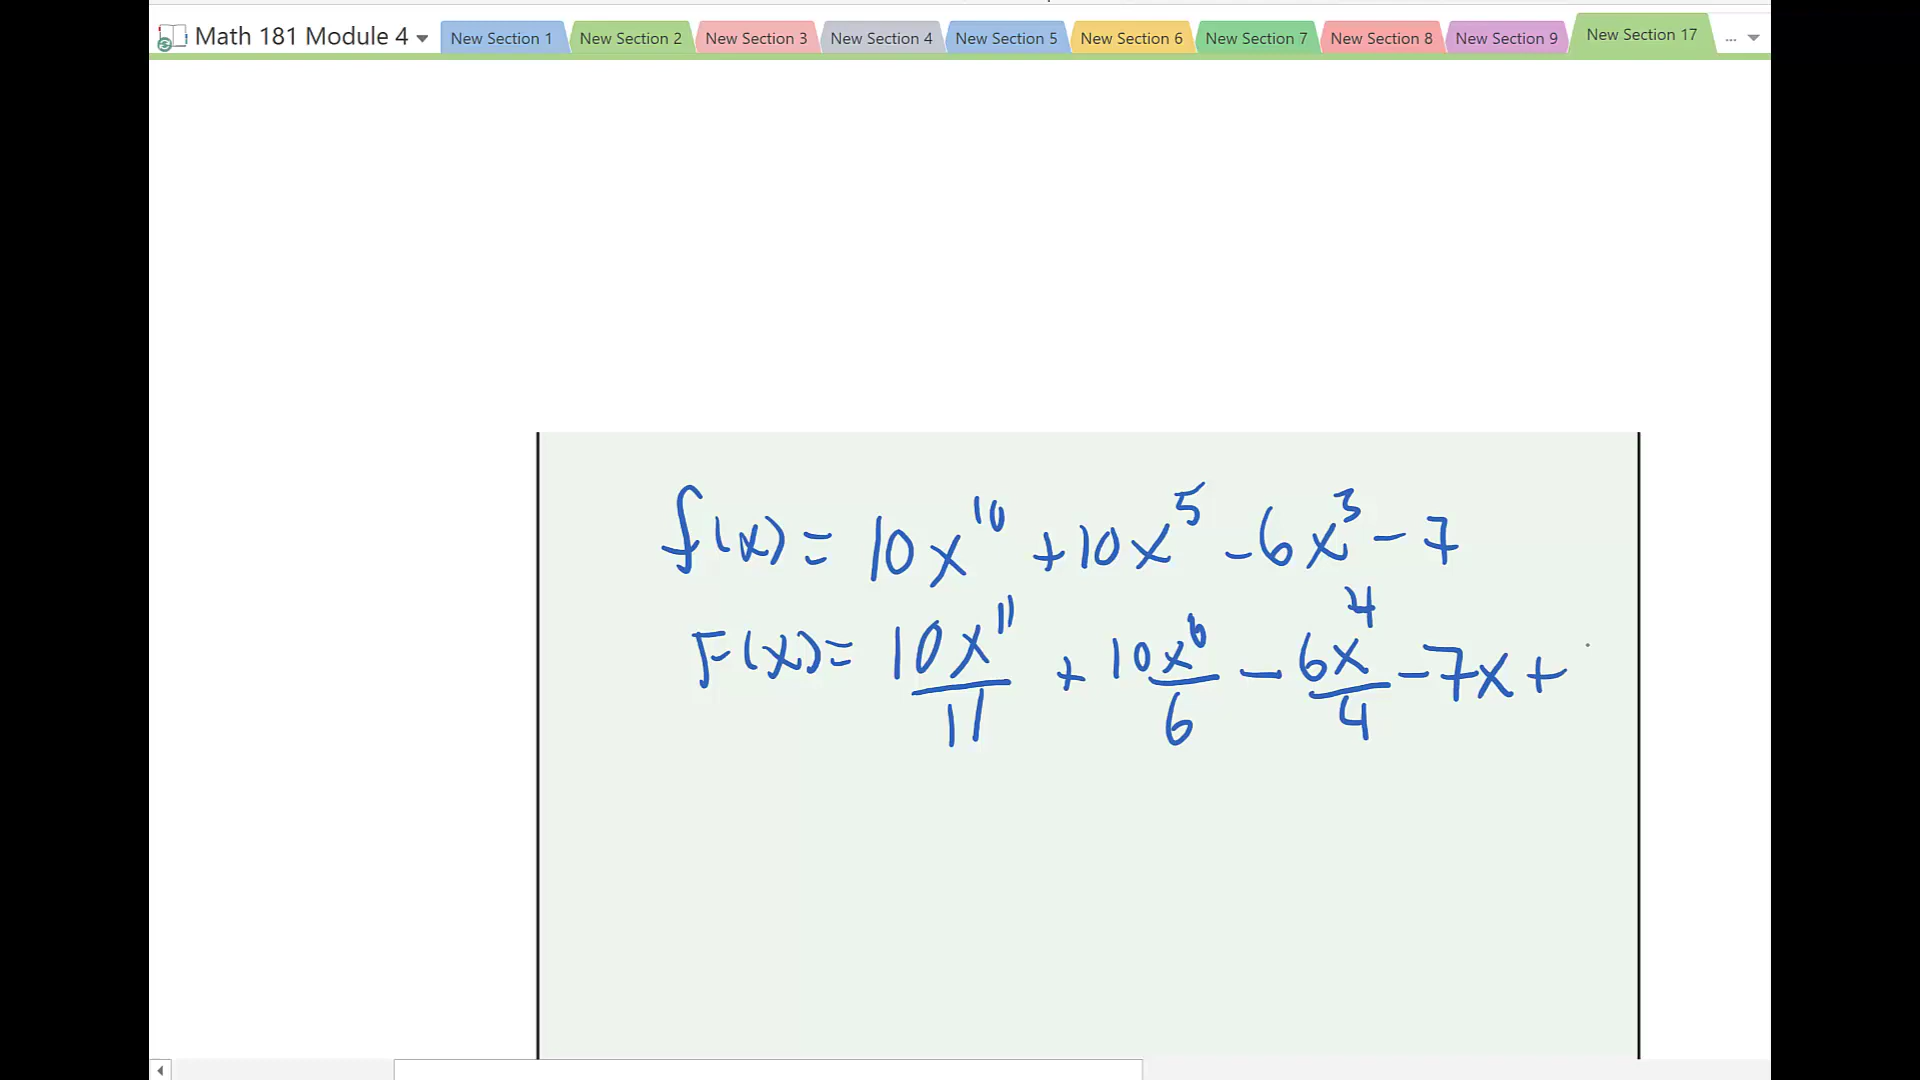 Math 181 Module 4 New Section 1 New Section 2 New Section 3 New Section 4 New Section 5 New Section 6 New Section 7 New Section 8 New Section 9 New Section 17 ...
f(x) = 10x^10 + 10x^5 - 6x^3 - 7
F(x) = 10x^11/11 + 10x^6/6 - 6x^4/4 - 7x +